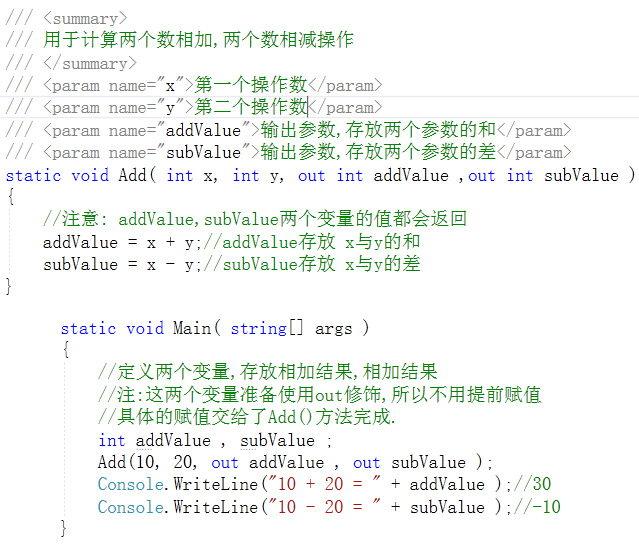 /// <summary>
/// 用于计算两个数相加,两个数相减操作
/// </summary>
/// <param name="x">第一个操作数</param>
/// <param name="y">第二个操作数</param>
/// <param name="addValue">输出参数,存放两个参数的和</param>
/// <param name="subValue">输出参数,存放两个参数的差</param>
static void Add( int x, int y, out int addValue ,out int subValue )
{
//注意: addValue,subValue两个变量的值都会返回
addValue = x + y;//addValue存放 x与y的和
subValue = x - y;//subValue存放 x与y的差
}
static void Main( string[] args )
{
//定义两个变量,存放相加结果,相加结果
//注:这两个变量准备使用out修饰,所以不用提前赋值
//具体的赋值交给了Add()方法完成.
int addValue , subValue ;
Add(10, 20, out addValue , out subValue );
Console.WriteLine("10 + 20 = " + addValue );//30
Console.WriteLine("10 - 20 = " + subValue );//-10
}